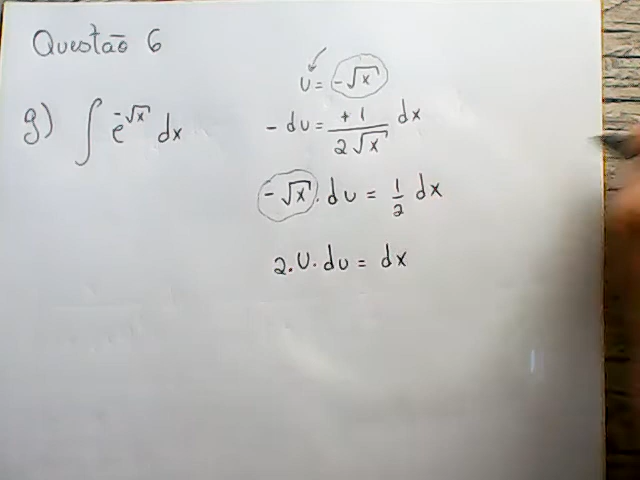 Questão 6
g) ∫ e^{-√x} dx
u = -√x
- du = +1 / 2√x dx
-√x . du = 1/2 dx
2. U. du = dx